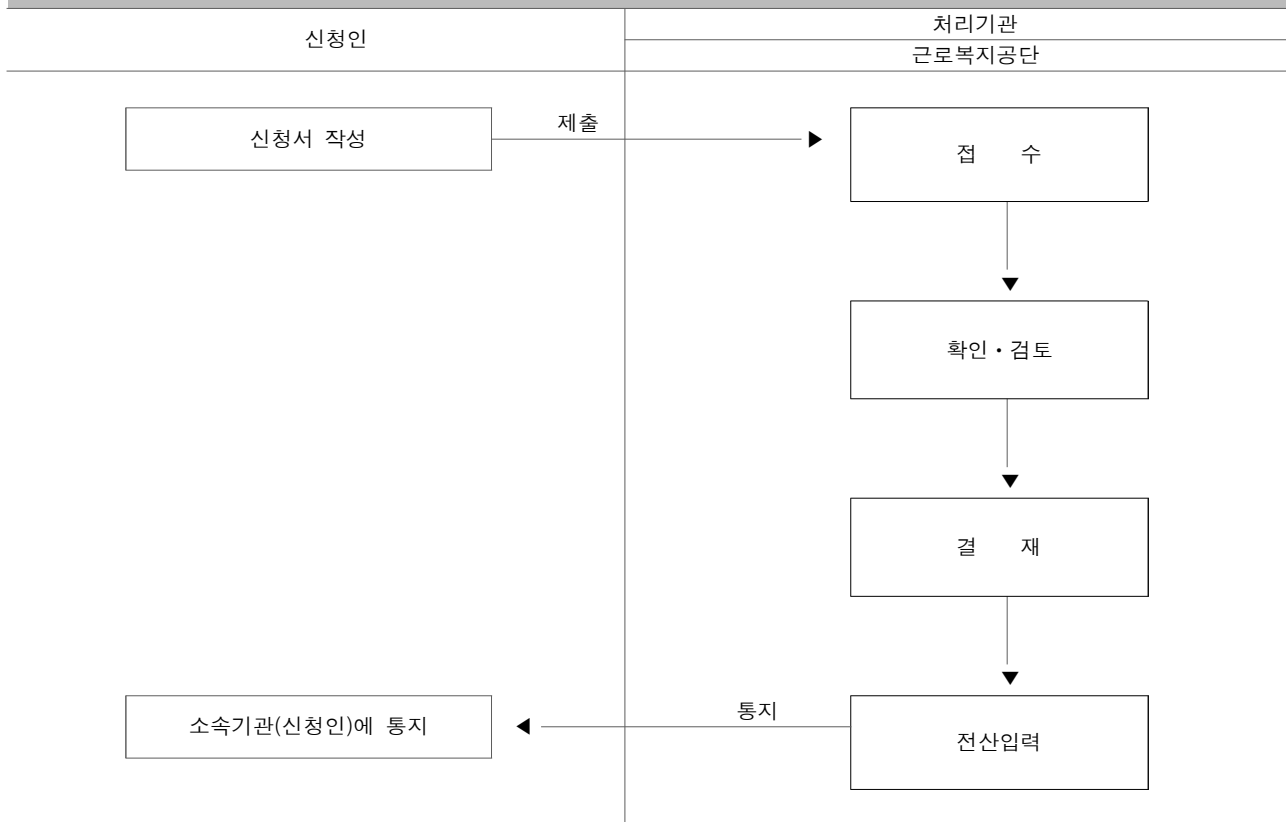 신청인
처리기관
근로복지공단
신청서 작성
제출
접 수
확인·검토
결 재
전산입력
통지
소속기관(신청인)에 통지